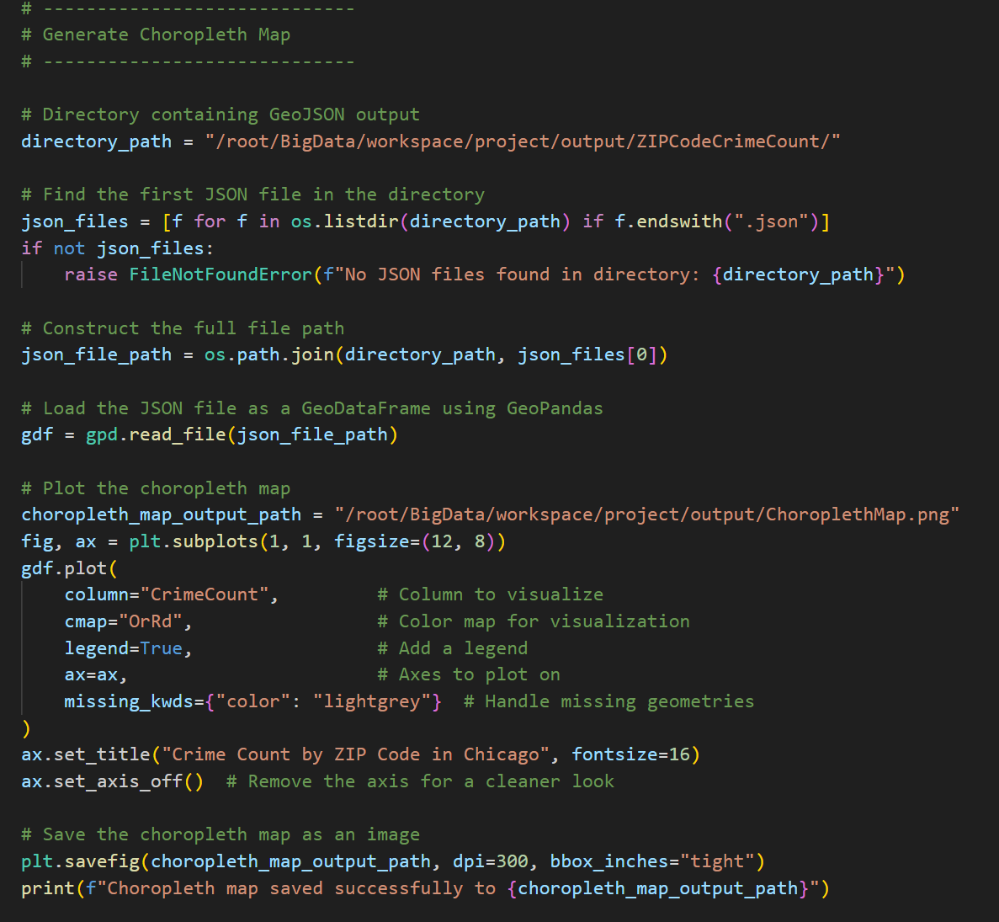 # -----------------------------
# Generate Choropleth Map
# -----------------------------
# Directory containing GeoJSON output
directory_path = "/root/BigData/workspace/project/output/ZIPCodeCrimeCount/"
# Find the first JSON file in the directory
json_files = [f for f in os.listdir(directory_path) if f.endswith(".json")]
if not json_files:
    raise FileNotFoundError(f"No JSON files found in directory: {directory_path}")
# Construct the full file path
json_file_path = os.path.join(directory_path, json_files[0])
# Load the JSON file as a GeoDataFrame using GeoPandas
gdf = gpd.read_file(json_file_path)
# Plot the choropleth map
choropleth_map_output_path = "/root/BigData/workspace/project/output/ChoroplethMap.png"
fig, ax = plt.subplots(1, 1, figsize=(12, 8))
gdf.plot(
    column="CrimeCount",         # Column to visualize
    cmap="OrRd",                 # Color map for visualization
    legend=True,                 # Add a legend
    ax=ax,                       # Axes to plot on
    missing_kwds={"color": "lightgrey"}  # Handle missing geometries
)
ax.set_title("Crime Count by ZIP Code in Chicago", fontsize=16)
ax.set_axis_off()  # Remove the axis for a cleaner look
# Save the choropleth map as an image
plt.savefig(choropleth_map_output_path, dpi=300, bbox_inches="tight")
print(f"Choropleth map saved successfully to {choropleth_map_output_path}")